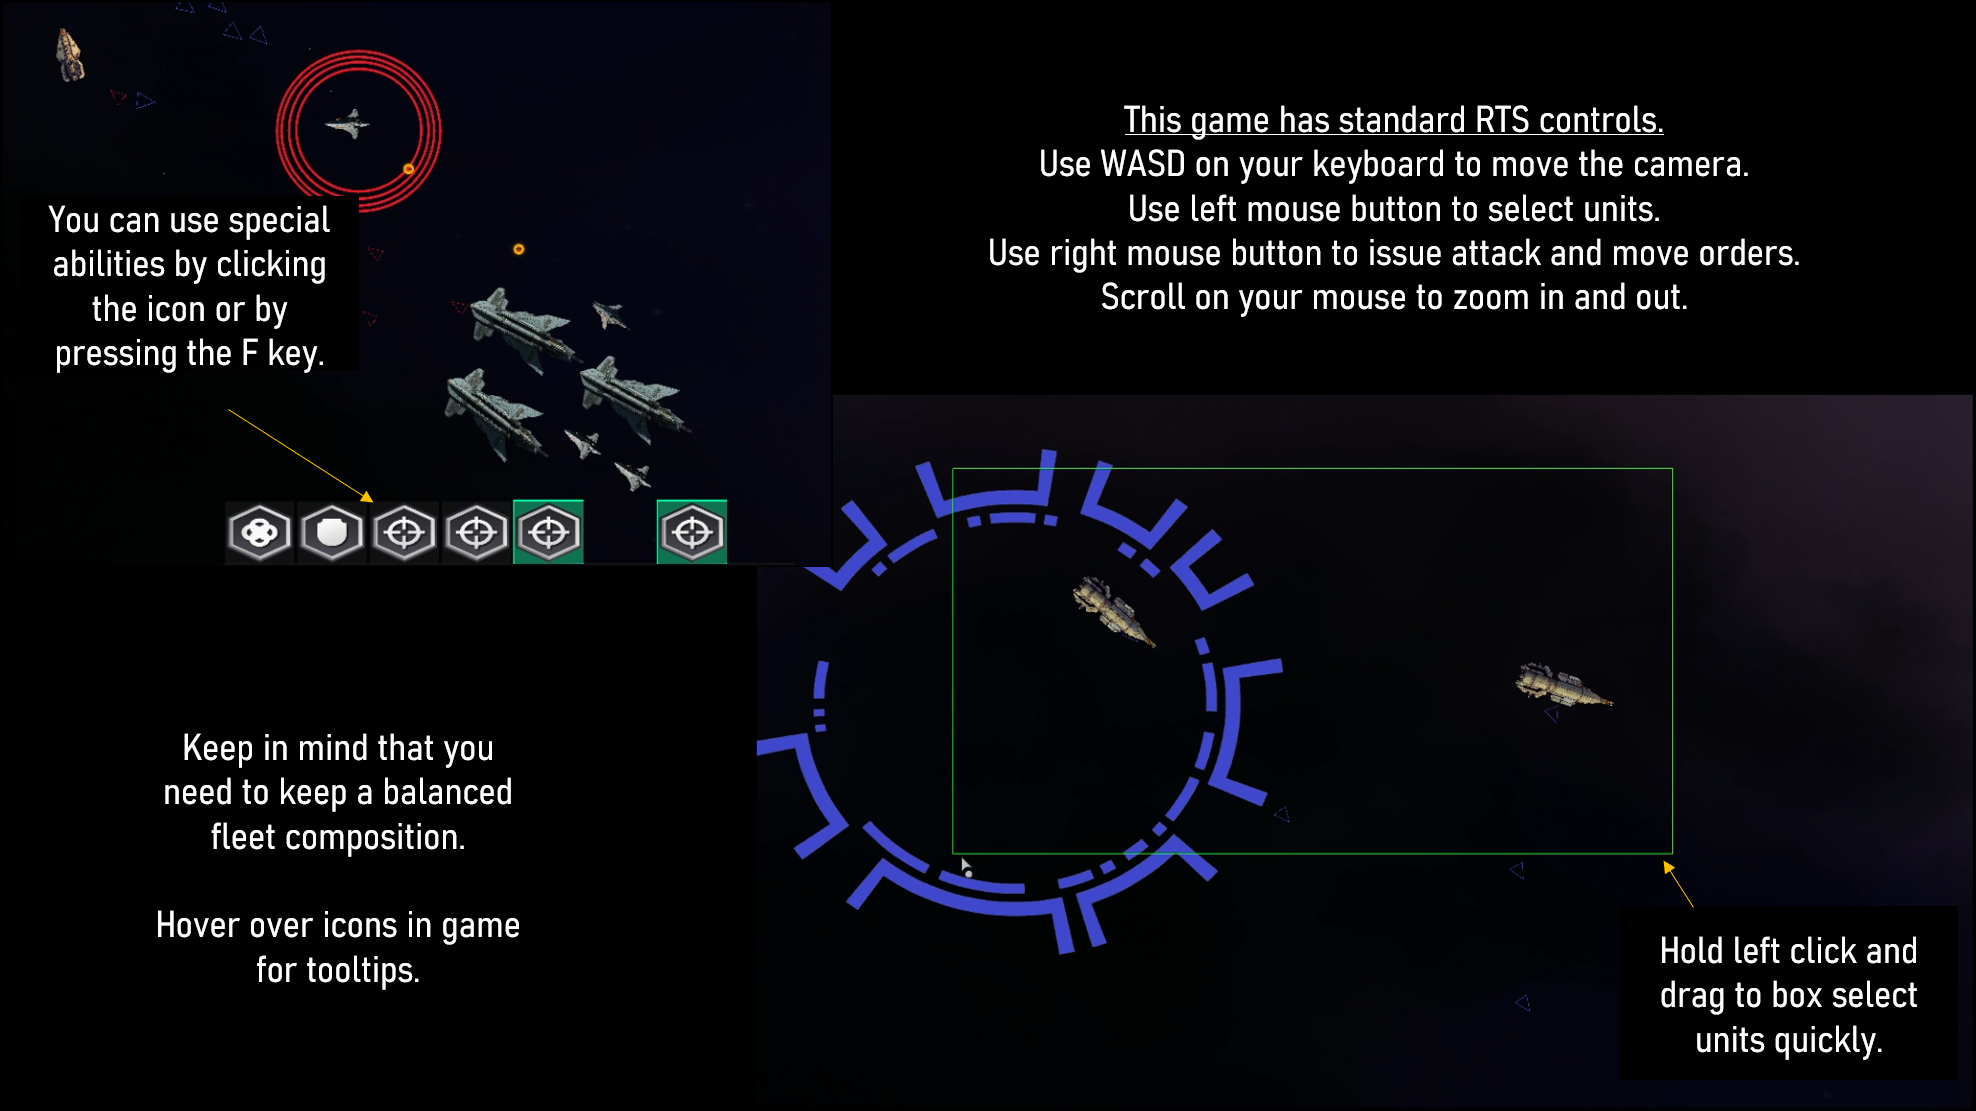 You can use special
abilities by clicking
the icon or by
pressing the F key.
This game has standard RTS controls.
Use WASD on your keyboard to move the camera.
Use left mouse button to select units.
Use right mouse button to issue attack and move orders.
Scroll on your mouse to zoom in and out.
Keep in mind that you
need to keep a balanced
fleet composition.
Hover over icons in game
for tooltips.
Hold left click and
drag to box select
units quickly.